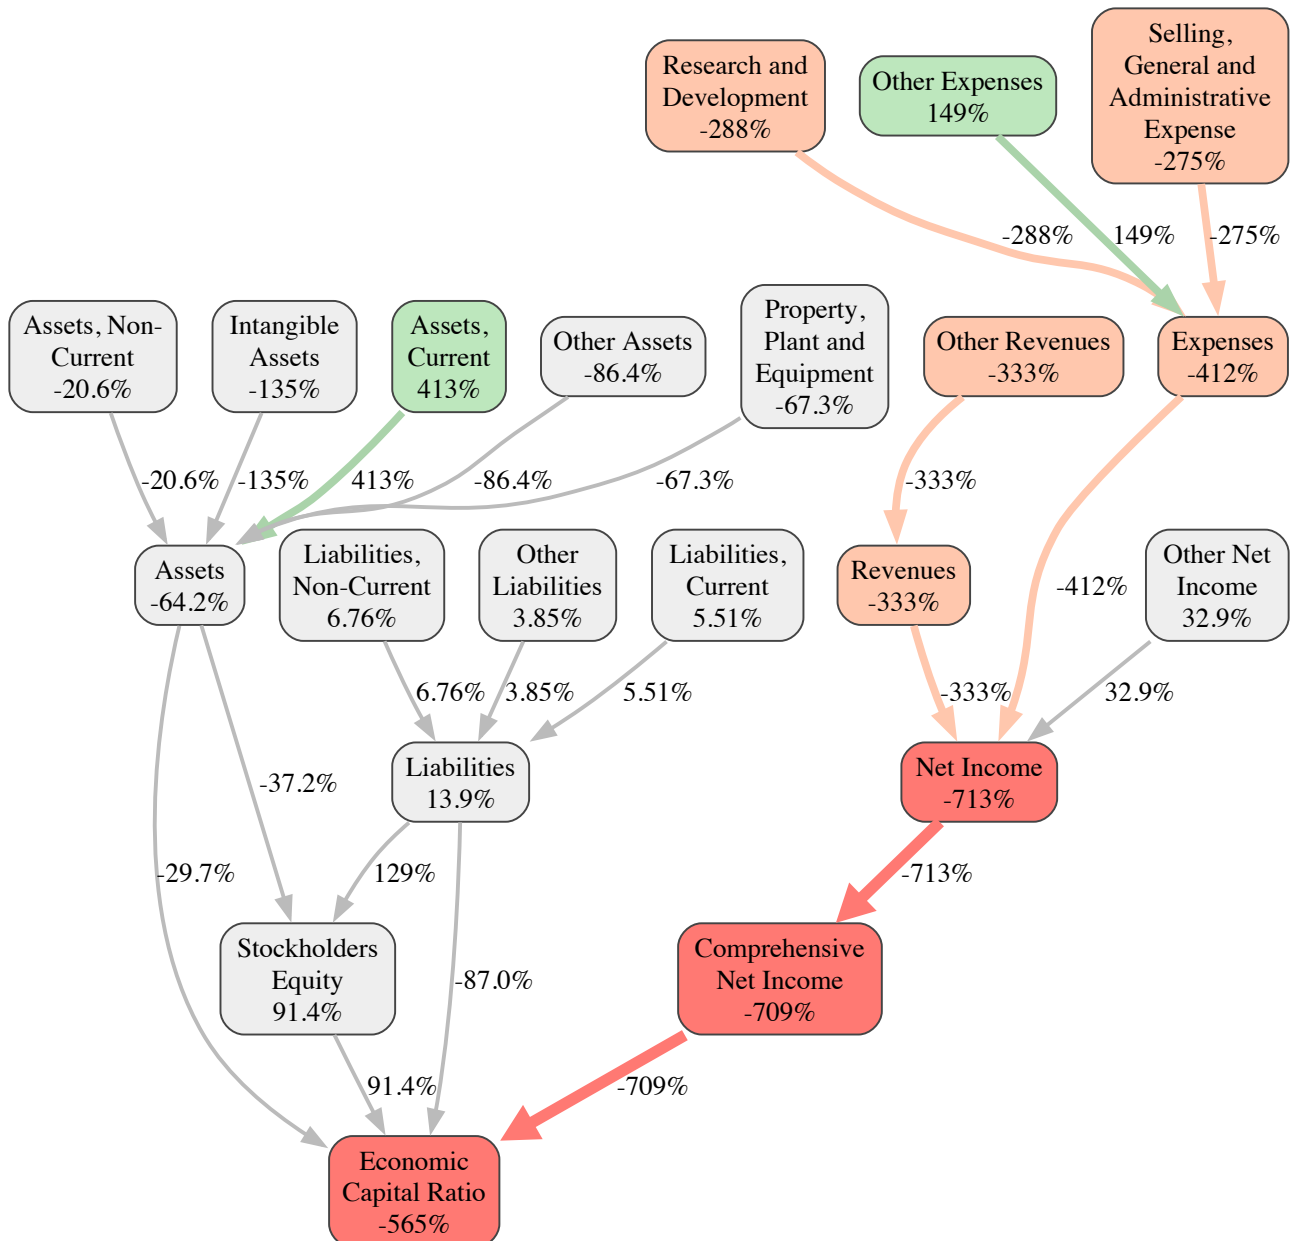 Research and
Development
-288%
Other Expenses
149%
Selling,
General and
Administrative
Expense
-275%
-288%
149%
-275%
Assets, Non-
Current
-20.6%
Intangible
Assets
-135%
Assets,
Current
413%
Other Assets
-86.4%
Property,
Plant and
Equipment
-67.3%
Other Revenues
-333%
Expenses
-412%
-20.6%
-135%
413%
-86.4%
-67.3%
-333%
-412%
Assets
-64.2%
Liabilities,
Non-Current
6.76%
Other
Liabilities
3.85%
Liabilities,
Current
5.51%
Revenues
-333%
Other Net
Income
32.9%
6.76%
3.85%
5.51%
-333%
32.9%
-37.2%
Liabilities
13.9%
Net Income
-713%
-29.7%
129%
-713%
Stockholders
Equity
91.4%
-87.0%
Comprehensive
Net Income
-709%
91.4%
-709%
Economic
Capital Ratio
-565%